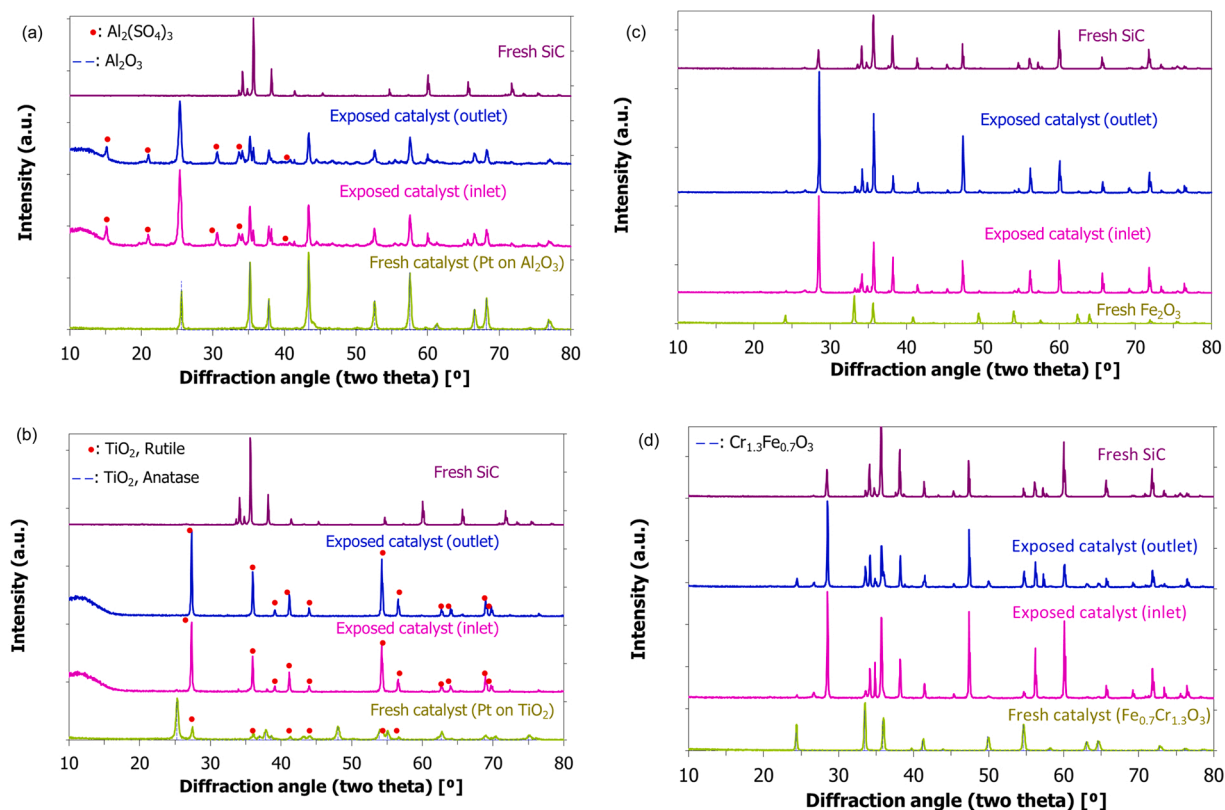 (a)
●: Al₂(SO₄)₃
--: Al₂O₃
Fresh SiC
Exposed catalyst (outlet)
Exposed catalyst (inlet)
Fresh catalyst (Pt on Al₂O₃)
Intensity (a.u.)
10 20 30 40 50 60 70 80
Diffraction angle (two theta) [º]
(c)
Fresh SiC
Exposed catalyst (outlet)
Exposed catalyst (inlet)
Fresh Fe₂O₃
Intensity (a.u.)
10 20 30 40 50 60 70 80
Diffraction angle (two theta) [º]
(b)
●: TiO₂, Rutile
--: TiO₂, Anatase
Fresh SiC
Exposed catalyst (outlet)
Exposed catalyst (inlet)
Fresh catalyst (Pt on TiO₂)
Intensity (a.u.)
10 20 30 40 50 60 70 80
Diffraction angle (two theta) [º]
(d)
--: Cr₁.₃Fe₀.₇O₃
Fresh SiC
Exposed catalyst (outlet)
Exposed catalyst (inlet)
Fresh catalyst (Fe₀.₇Cr₁.₃O₃)
Intensity (a.u.)
10 20 30 40 50 60 70 80
Diffraction angle (two theta) [º]